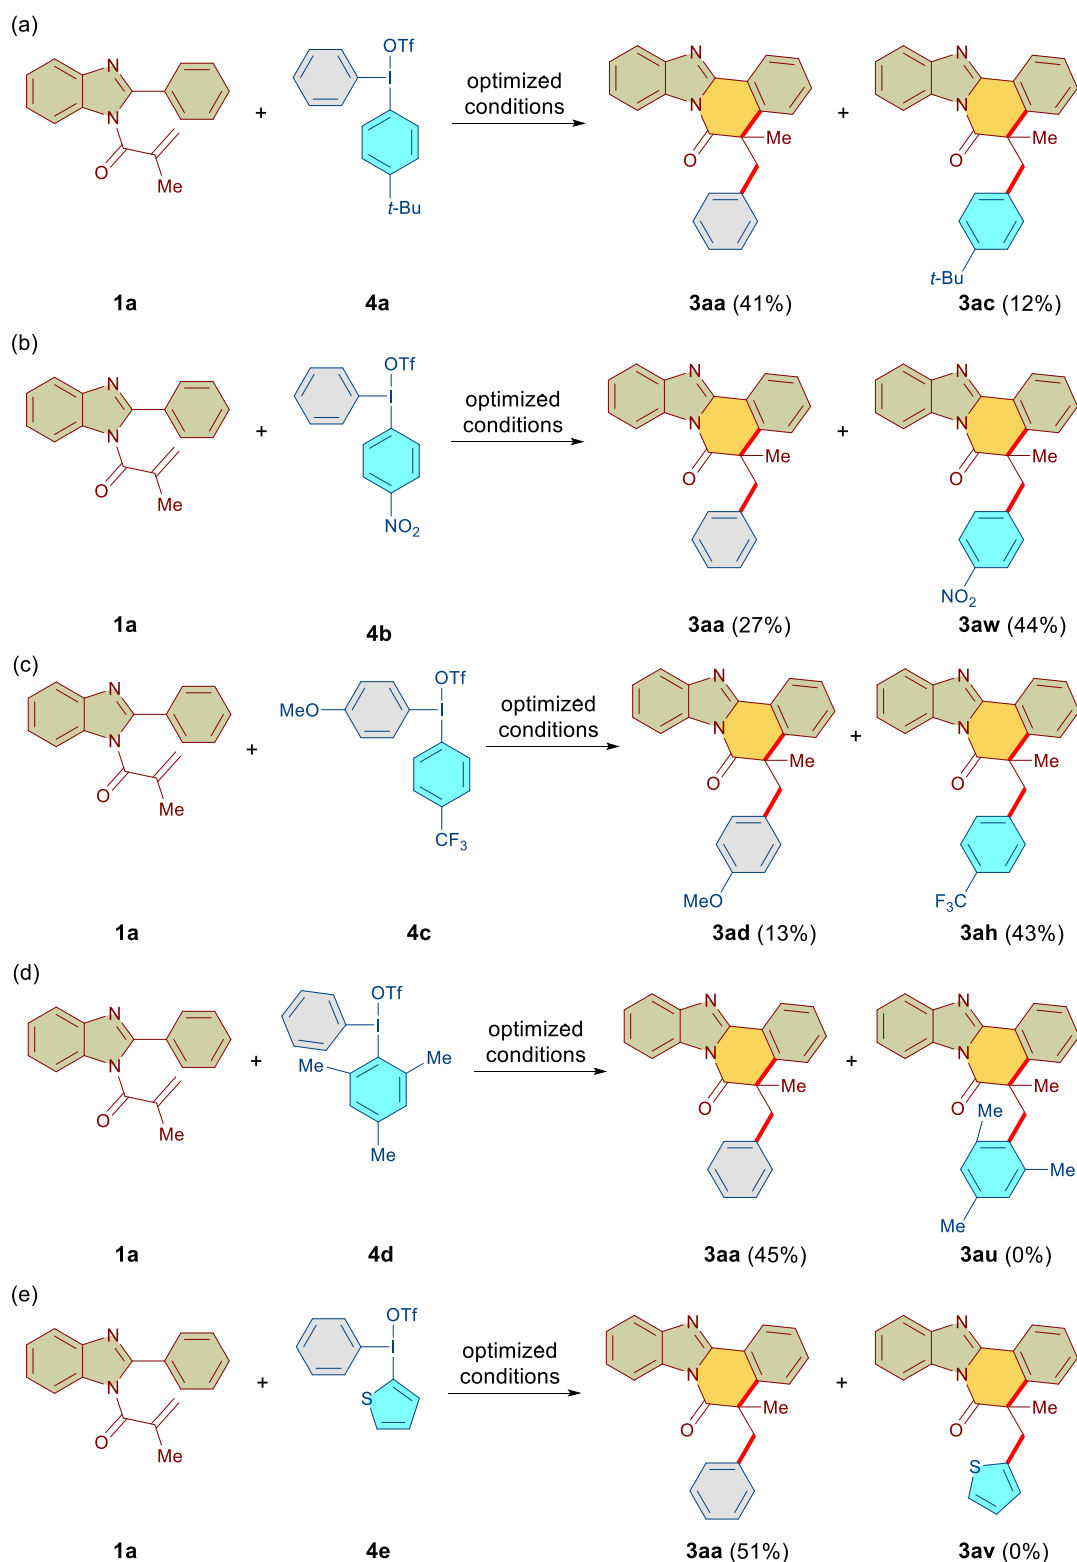 (a)
N
N
O
Me
+
OTf
I
t-Bu
optimized
conditions
N
N
O
Me
+
N
N
O
Me
t-Bu
1a
4a
3aa (41%)
3ac (12%)
(b)
N
N
O
Me
+
OTf
I
NO2
optimized
conditions
N
N
O
Me
+
N
N
O
Me
NO2
1a
4b
3aa (27%)
3aw (44%)
(c)
N
N
O
Me
+
MeO
OTf
I
CF3
optimized
conditions
N
N
O
Me
MeO
+
N
N
O
Me
F3C
1a
4c
3ad (13%)
3ah (43%)
(d)
N
N
O
Me
+
OTf
I
Me
Me
Me
optimized
conditions
N
N
O
Me
+
N
N
O
Me
Me
Me
Me
1a
4d
3aa (45%)
3au (0%)
(e)
N
N
O
Me
+
OTf
I
S
optimized
conditions
N
N
O
Me
+
N
N
O
Me
S
1a
4e
3aa (51%)
3av (0%)